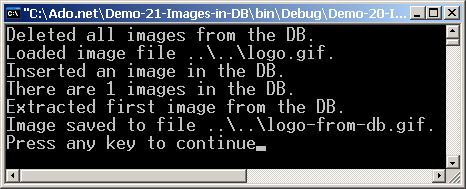 "C:\Ado.net\Demo-21-Images-in-DB\bin\Debug\Demo-20-I...
Deleted all images from the DB.
Loaded image file ..\..\logo.gif.
Inserted an image in the DB.
There are 1 images in the DB.
Extracted first image from the DB.
Image saved to file ..\..\logo-from-db.gif.
Press any key to continue_